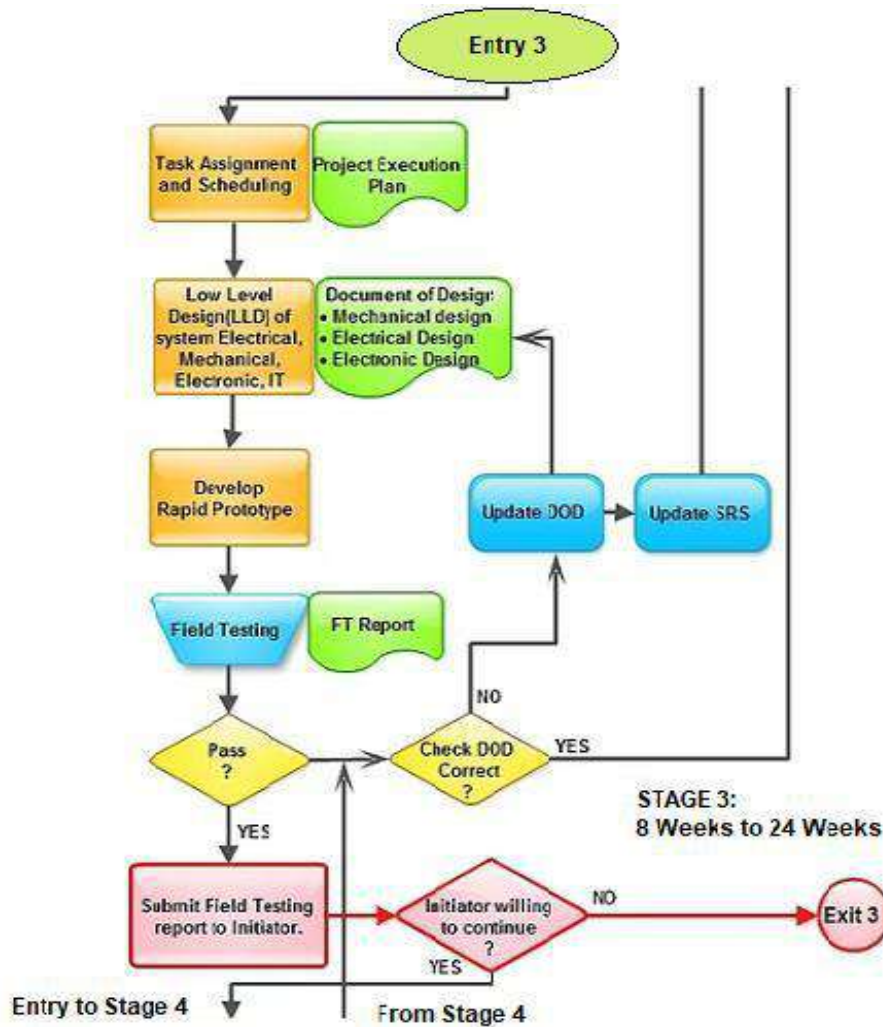 Entry 3
Task Assignment
and Scheduling
Project Execution
Plan
Low Level
Design(LLD) of
system Electrical,
Mechanical,
Electronic, IT
Document of Design:
• Mechanical design
• Electrical Design
• Electronic Design
Develop
Rapid Prototype
Update DOD
Update SRS
Field Testing
FT Report
NO
Pass
?
Check DOD
Correct
?
YES
STAGE 3:
8 Weeks to 24 Weeks
YES
Submit Field Testing
report to Initiator.
Initiator willing
to continue
?
NO
Exit 3
YES
Entry to Stage 4
From Stage 4